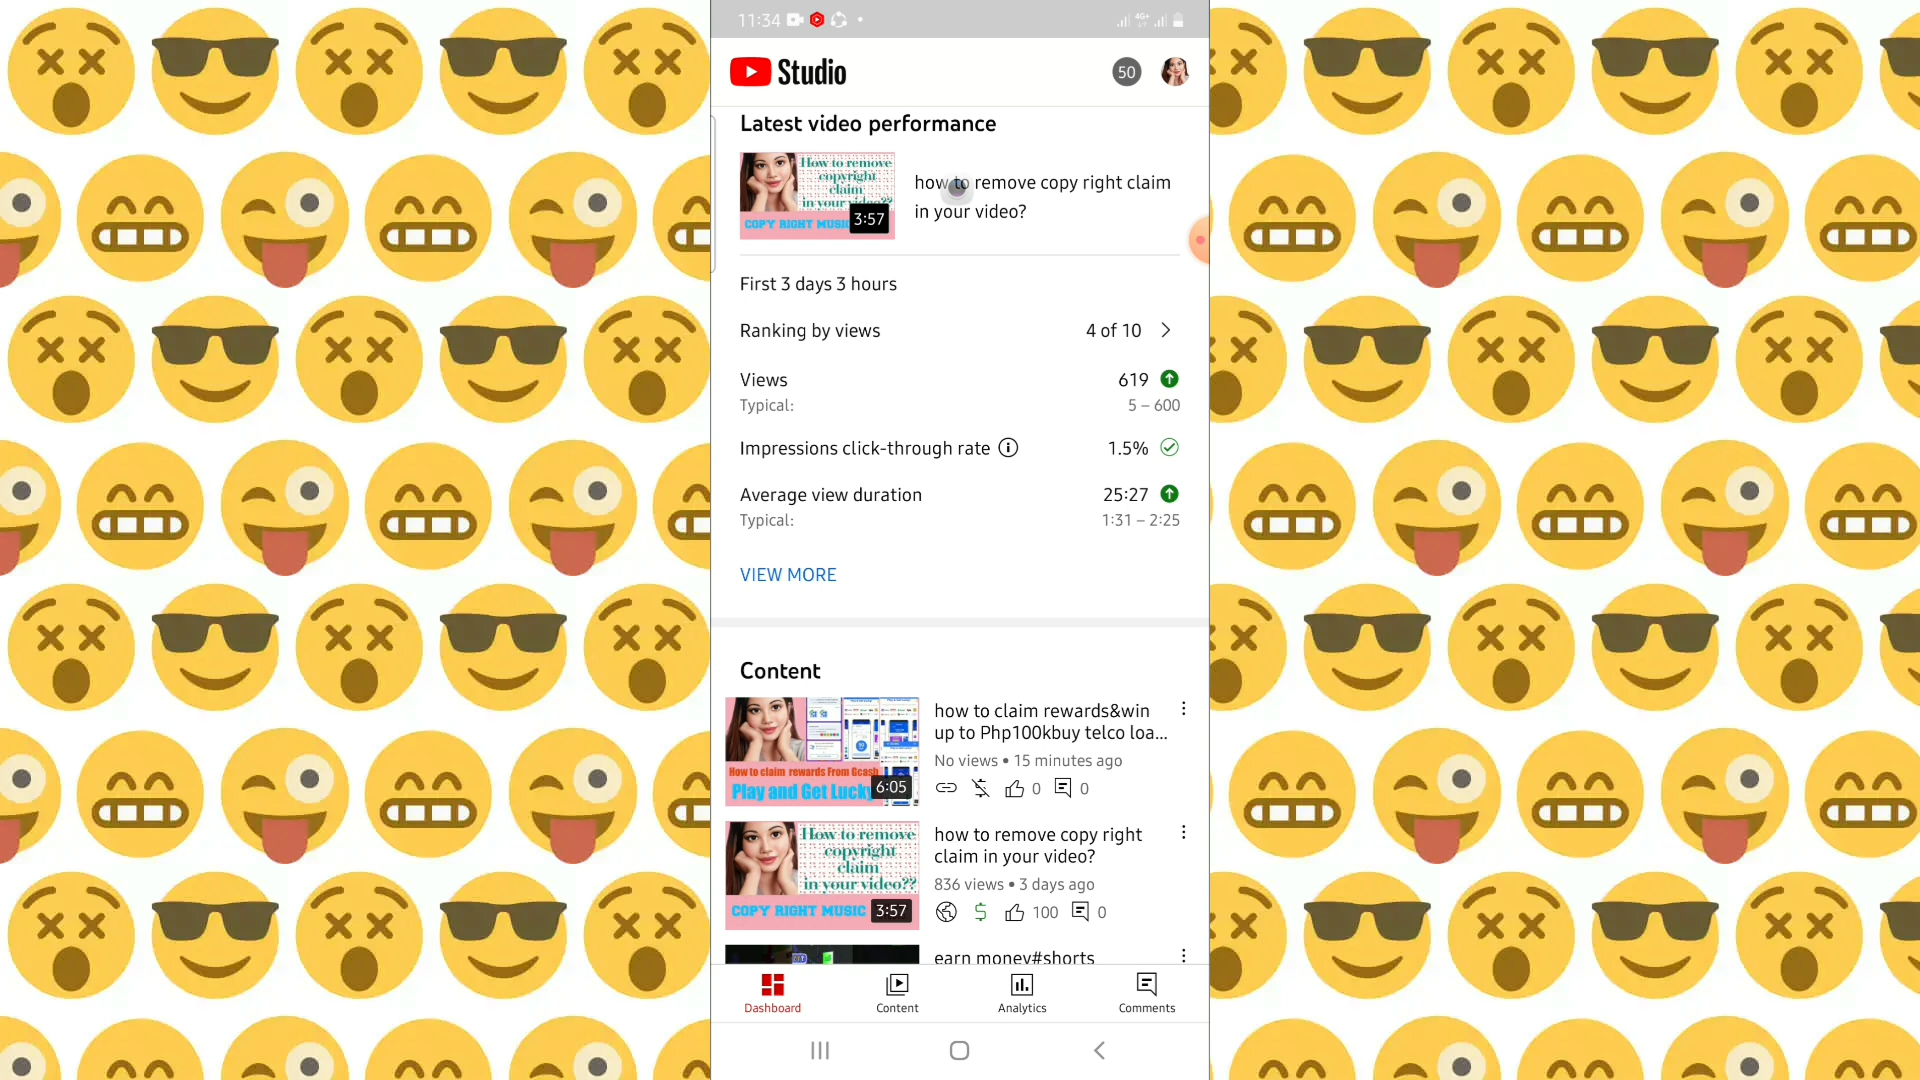 11:34
4G+
Studio
50
Latest video performance
How to remove
copyright
claim
in your video??
COPY RIGHT MUSIC
3:57
how to remove copy right claim
in your video?
First 3 days 3 hours
Ranking by views 4 of 10
Views 619
Typical: 5 – 600
Impressions click-through rate 1.5%
Average view duration 25:27
Typical: 1:31 – 2:25
VIEW MORE
Content
How to claim rewards From Gcash
Play and Get Lucky
6:05
how to claim rewards&win
up to Php100kbuy telco loa...
No views • 15 minutes ago
0 0
How to remove
copyright
claim
in your video??
COPY RIGHT MUSIC
3:57
how to remove copy right
claim in your video?
836 views • 3 days ago
100 0
earn money#shorts
Dashboard Content Analytics Comments